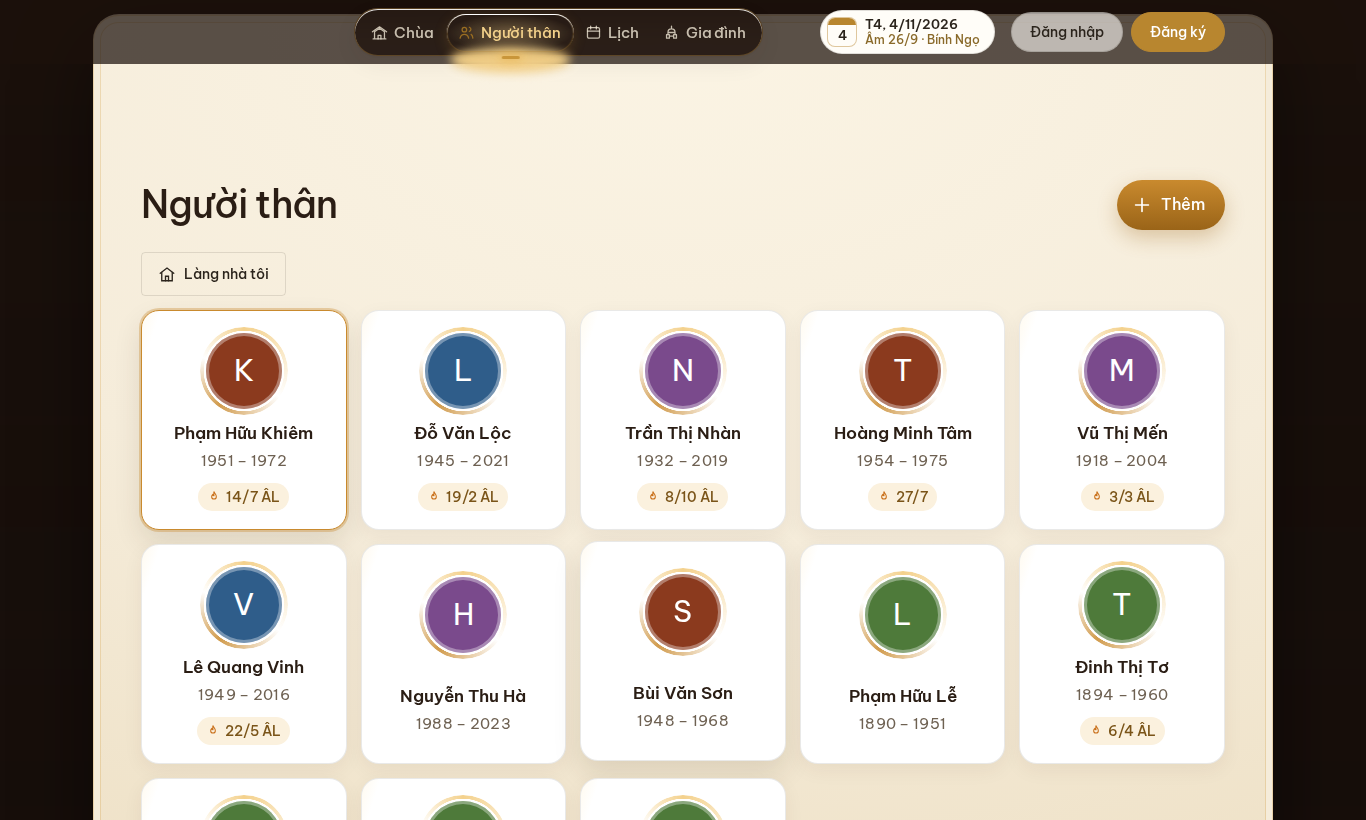 Chùa
Người thân
Lịch
Gia đình
4
T4, 4/11/2026
Âm 26/9 · Bính Ngọ
Đăng nhập
Đăng ký
Người thân
Thêm
Làng nhà tôi
K
Phạm Hữu Khiêm
1951 – 1972
14/7 ÂL
L
Đỗ Văn Lộc
1945 – 2021
19/2 ÂL
N
Trần Thị Nhàn
1932 – 2019
8/10 ÂL
T
Hoàng Minh Tâm
1954 – 1975
27/7
M
Vũ Thị Mến
1918 – 2004
3/3 ÂL
V
Lê Quang Vinh
1949 – 2016
22/5 ÂL
H
Nguyễn Thu Hà
1988 – 2023
S
Bùi Văn Sơn
1948 – 1968
L
Phạm Hữu Lễ
1890 – 1951
T
Đinh Thị Tơ
1894 – 1960
6/4 ÂL